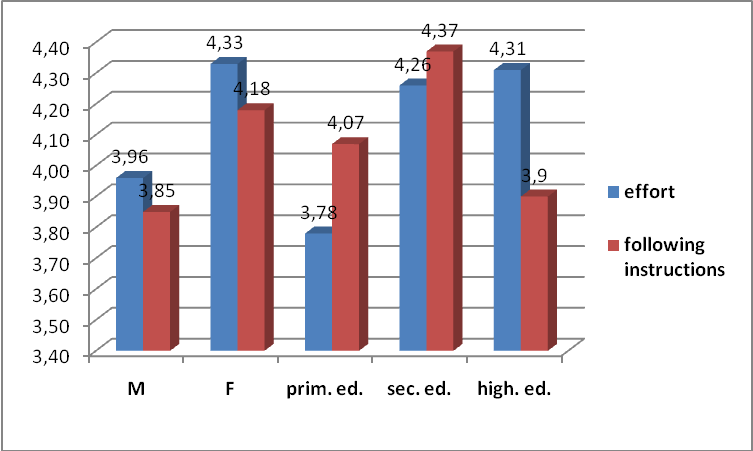 4,40
4,30
4,20
4,10
4,00
3,90
3,80
3,70
3,60
3,50
3,40
3,96
3,85
4,33
4,18
3,78
4,07
4,26
4,37
4,31
3,9
M
F
prim. ed.
sec. ed.
high. ed.
effort
following
instructions